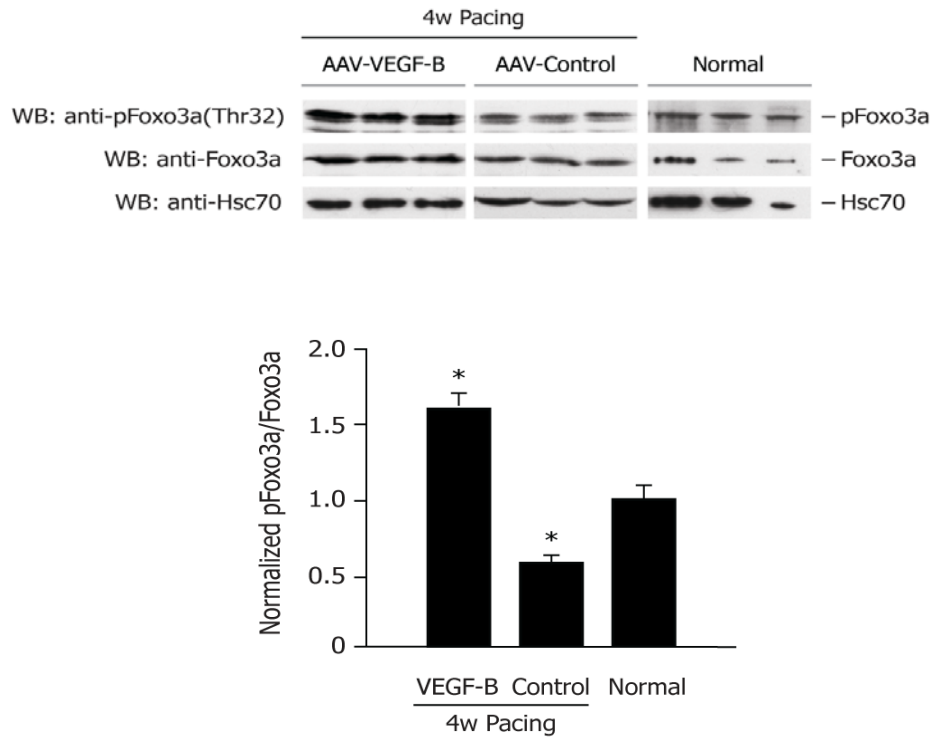 4w Pacing
AAV-VEGF-B AAV-Control Normal
WB: anti-pFoxo3a(Thr32) – pFoxo3a
WB: anti-Foxo3a – Foxo3a
WB: anti-Hsc70 – Hsc70
Normalized pFoxo3a/Foxo3a
2.0
1.5
1.0
0.5
0
*
*
VEGF-B Control Normal
4w Pacing